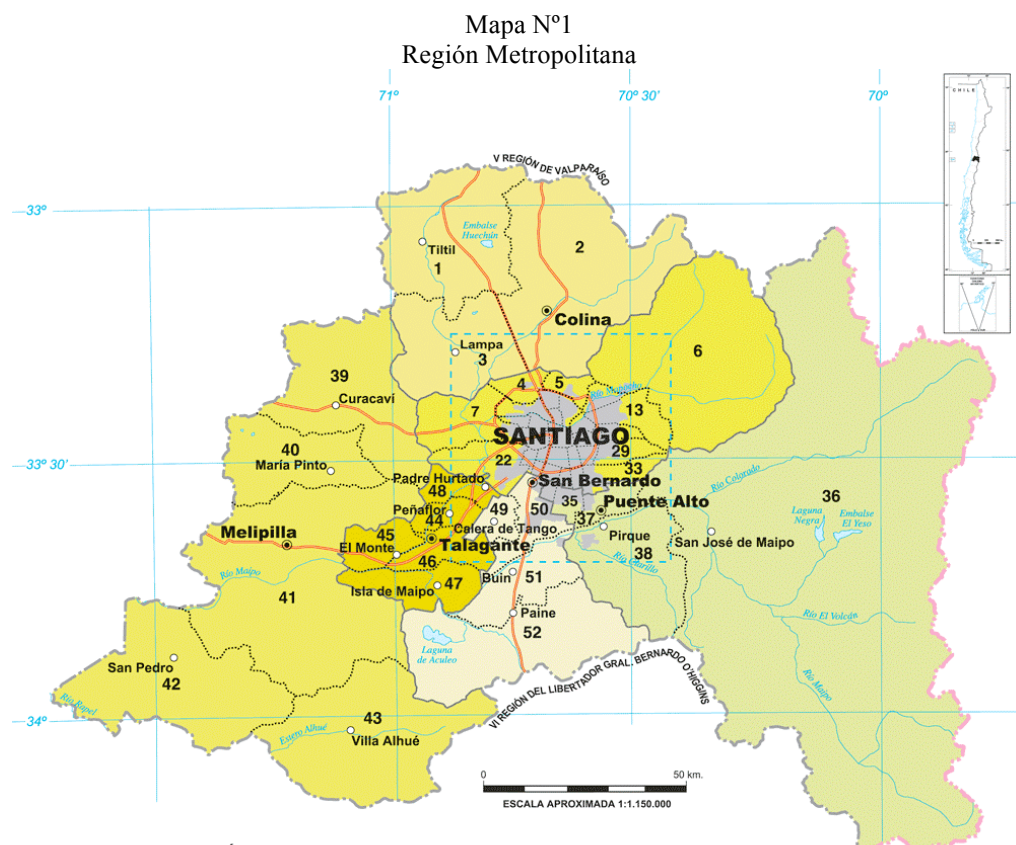 Mapa Nº1
Región Metropolitana
71º
70º 30'
70º
CHILE
V REGIÓN DE VALPARAÍSO
33º
Embalse
Huechún
2
Tiltil
1
Colina
Lampa
3
6
39
4
5
Río Mapocho
Curacaví
7
13
SANTIAGO
40
29
33º 30'
María Pinto
22
33
Río Colorado
Padre Hurtado
San Bernardo
48
36
35
Puente Alto
Peñaflor
49
50
Laguna
Negra
Embalse
El Yeso
44
37
Calera de Tango
Melipilla
45
Talagante
Pirque
San José de Maipo
El Monte
38
46
Río Clarillo
Río Maipo
Buin
51
47
Isla de Maipo
41
Paine
Río El Volcán
52
Laguna
de Aculeo
San Pedro
42
VI REGIÓN DEL LIBERTADOR GRAL. BERNARDO O'HIGGINS
Río Maipo
Río Rapel
34º
43
Estero Alhué
Villa Alhué
0
50 km.
ESCALA APROXIMADA 1:1.150.000